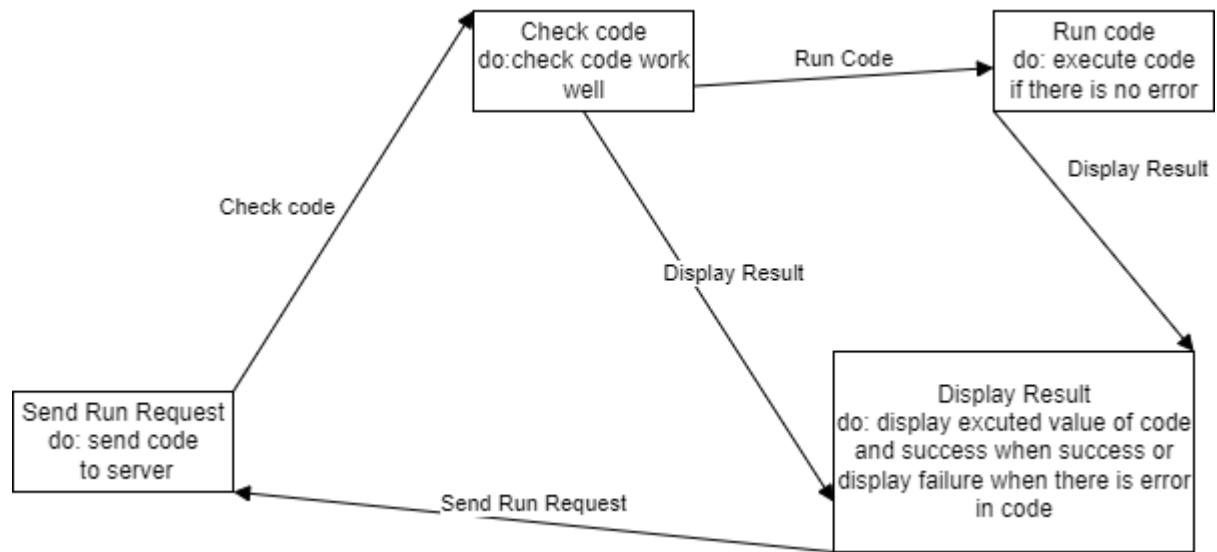 Check code
do:check code work
well
Run Code
Run code
do: execute code
if there is no error
Display Result
Check code
Display Result
Send Run Request
do: send code
to server
Display Result
do: display excuted value of code
and success when success or
display failure when there is error
in code
Send Run Request